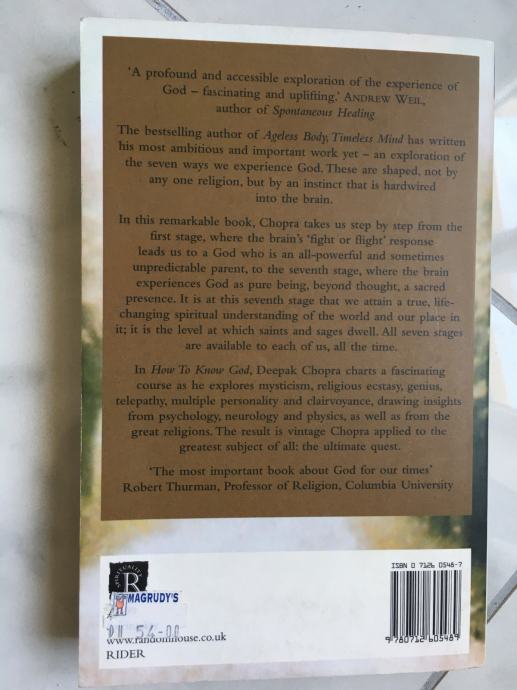 ‘A profound and accessible exploration of the experience of
God – fascinating and uplifting.’ ANDREW WEIL,
author of Spontaneous Healing
The bestselling author of Ageless Body, Timeless Mind has written
his most ambitious and important work yet – an exploration of
the seven ways we experience God. These are shaped, not by
any one religion, but by an instinct that is hardwired
into the brain.
In this remarkable book, Chopra takes us step by step from the
first stage, where the brain's ‘fight or flight’ response
leads us to a God who is an all-powerful and sometimes
unpredictable parent, to the seventh stage, where the brain
experiences God as pure being, beyond thought, a sacred
presence. It is at this seventh stage that we attain a true, life-
changing spiritual understanding of the world and our place in
it; it is the level at which saints and sages dwell. All seven stages
are available to each of us, all the time.
In How To Know God, Deepak Chopra charts a fascinating
course as he explores mysticism, religious ecstasy, genius,
telepathy, multiple personality and clairvoyance, drawing insights
from psychology, neurology and physics, as well as from the
great religions. The result is vintage Chopra applied to the
greatest subject of all: the ultimate quest.
‘The most important book about God for our times’
Robert Thurman, Professor of Religion, Columbia University
ISBN 0 7126 0548-7
SPIRITUALITY
R
MAGRUDY'S
54-00
www.randomhouse.co.uk
RIDER
9 780712 605489